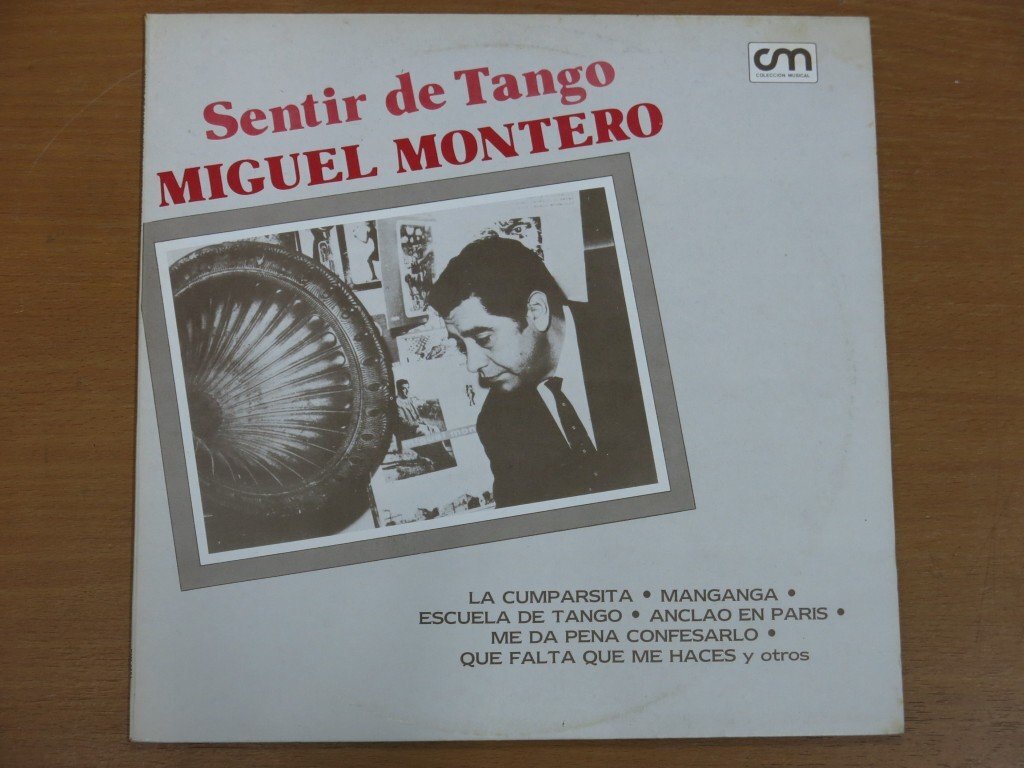 cm
COLECCION MUSICAL
Sentir de Tango
MIGUEL MONTERO
LA CUMPARSITA • MANGANGA •
ESCUELA DE TANGO • ANCLAO EN PARIS •
ME DA PENA CONFESARLO •
QUE FALTA QUE ME HACES y otros